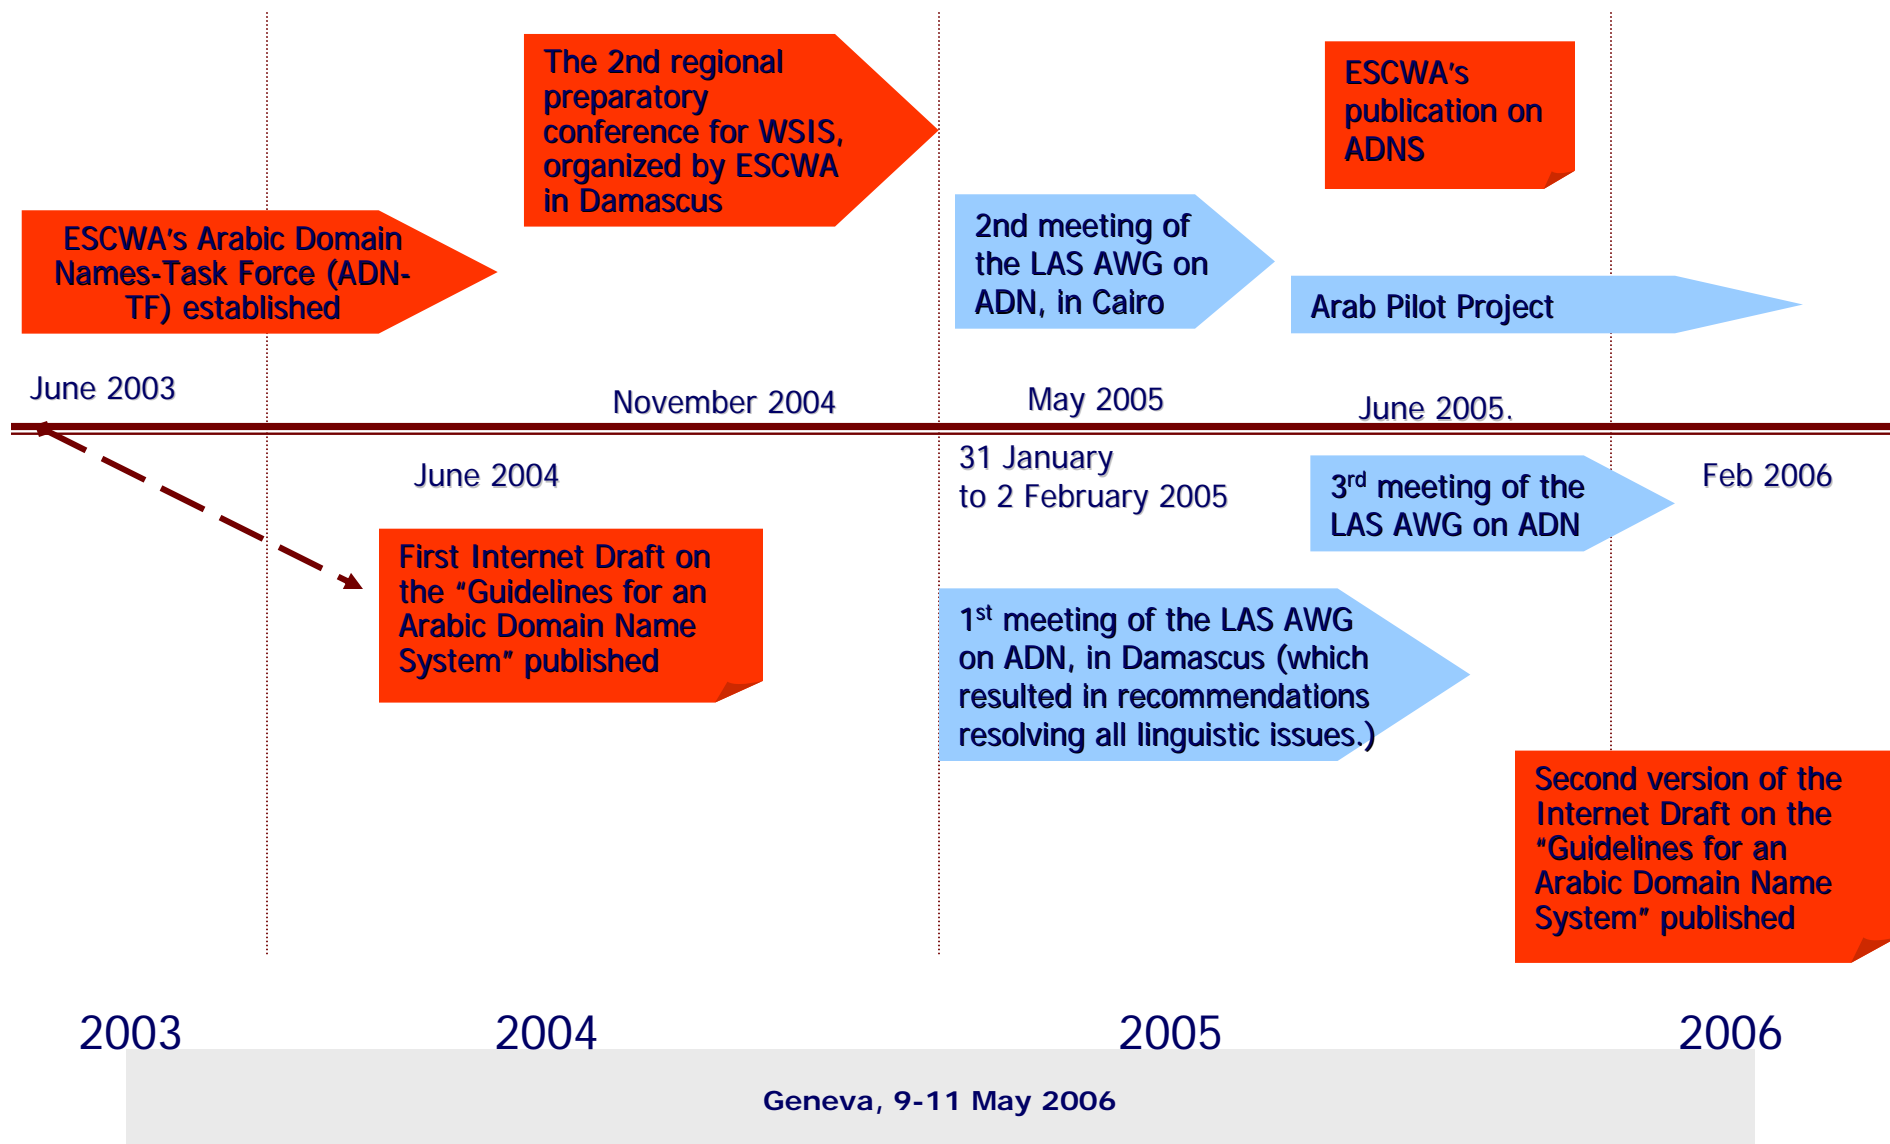 The 2nd regional
preparatory
conference for WSIS,
organized by ESCWA
in Damascus
ESCWA's
publication on
ADNS
ESCWA's Arabic Domain
Names-Task Force (ADN-
TF) established
2nd meeting of
the LAS AWG on
ADN, in Cairo
Arab Pilot Project
June 2003
November 2004
May 2005
June 2005.
June 2004
31 January
to 2 February 2005
3rd meeting of the
LAS AWG on ADN
Feb 2006
First Internet Draft on
the “Guidelines for an
Arabic Domain Name
System” published
1st meeting of the LAS AWG
on ADN, in Damascus (which
resulted in recommendations
resolving all linguistic issues.)
Second version of the
Internet Draft on the
“Guidelines for an
Arabic Domain Name
System” published
2003
2004
2005
2006
Geneva, 9-11 May 2006